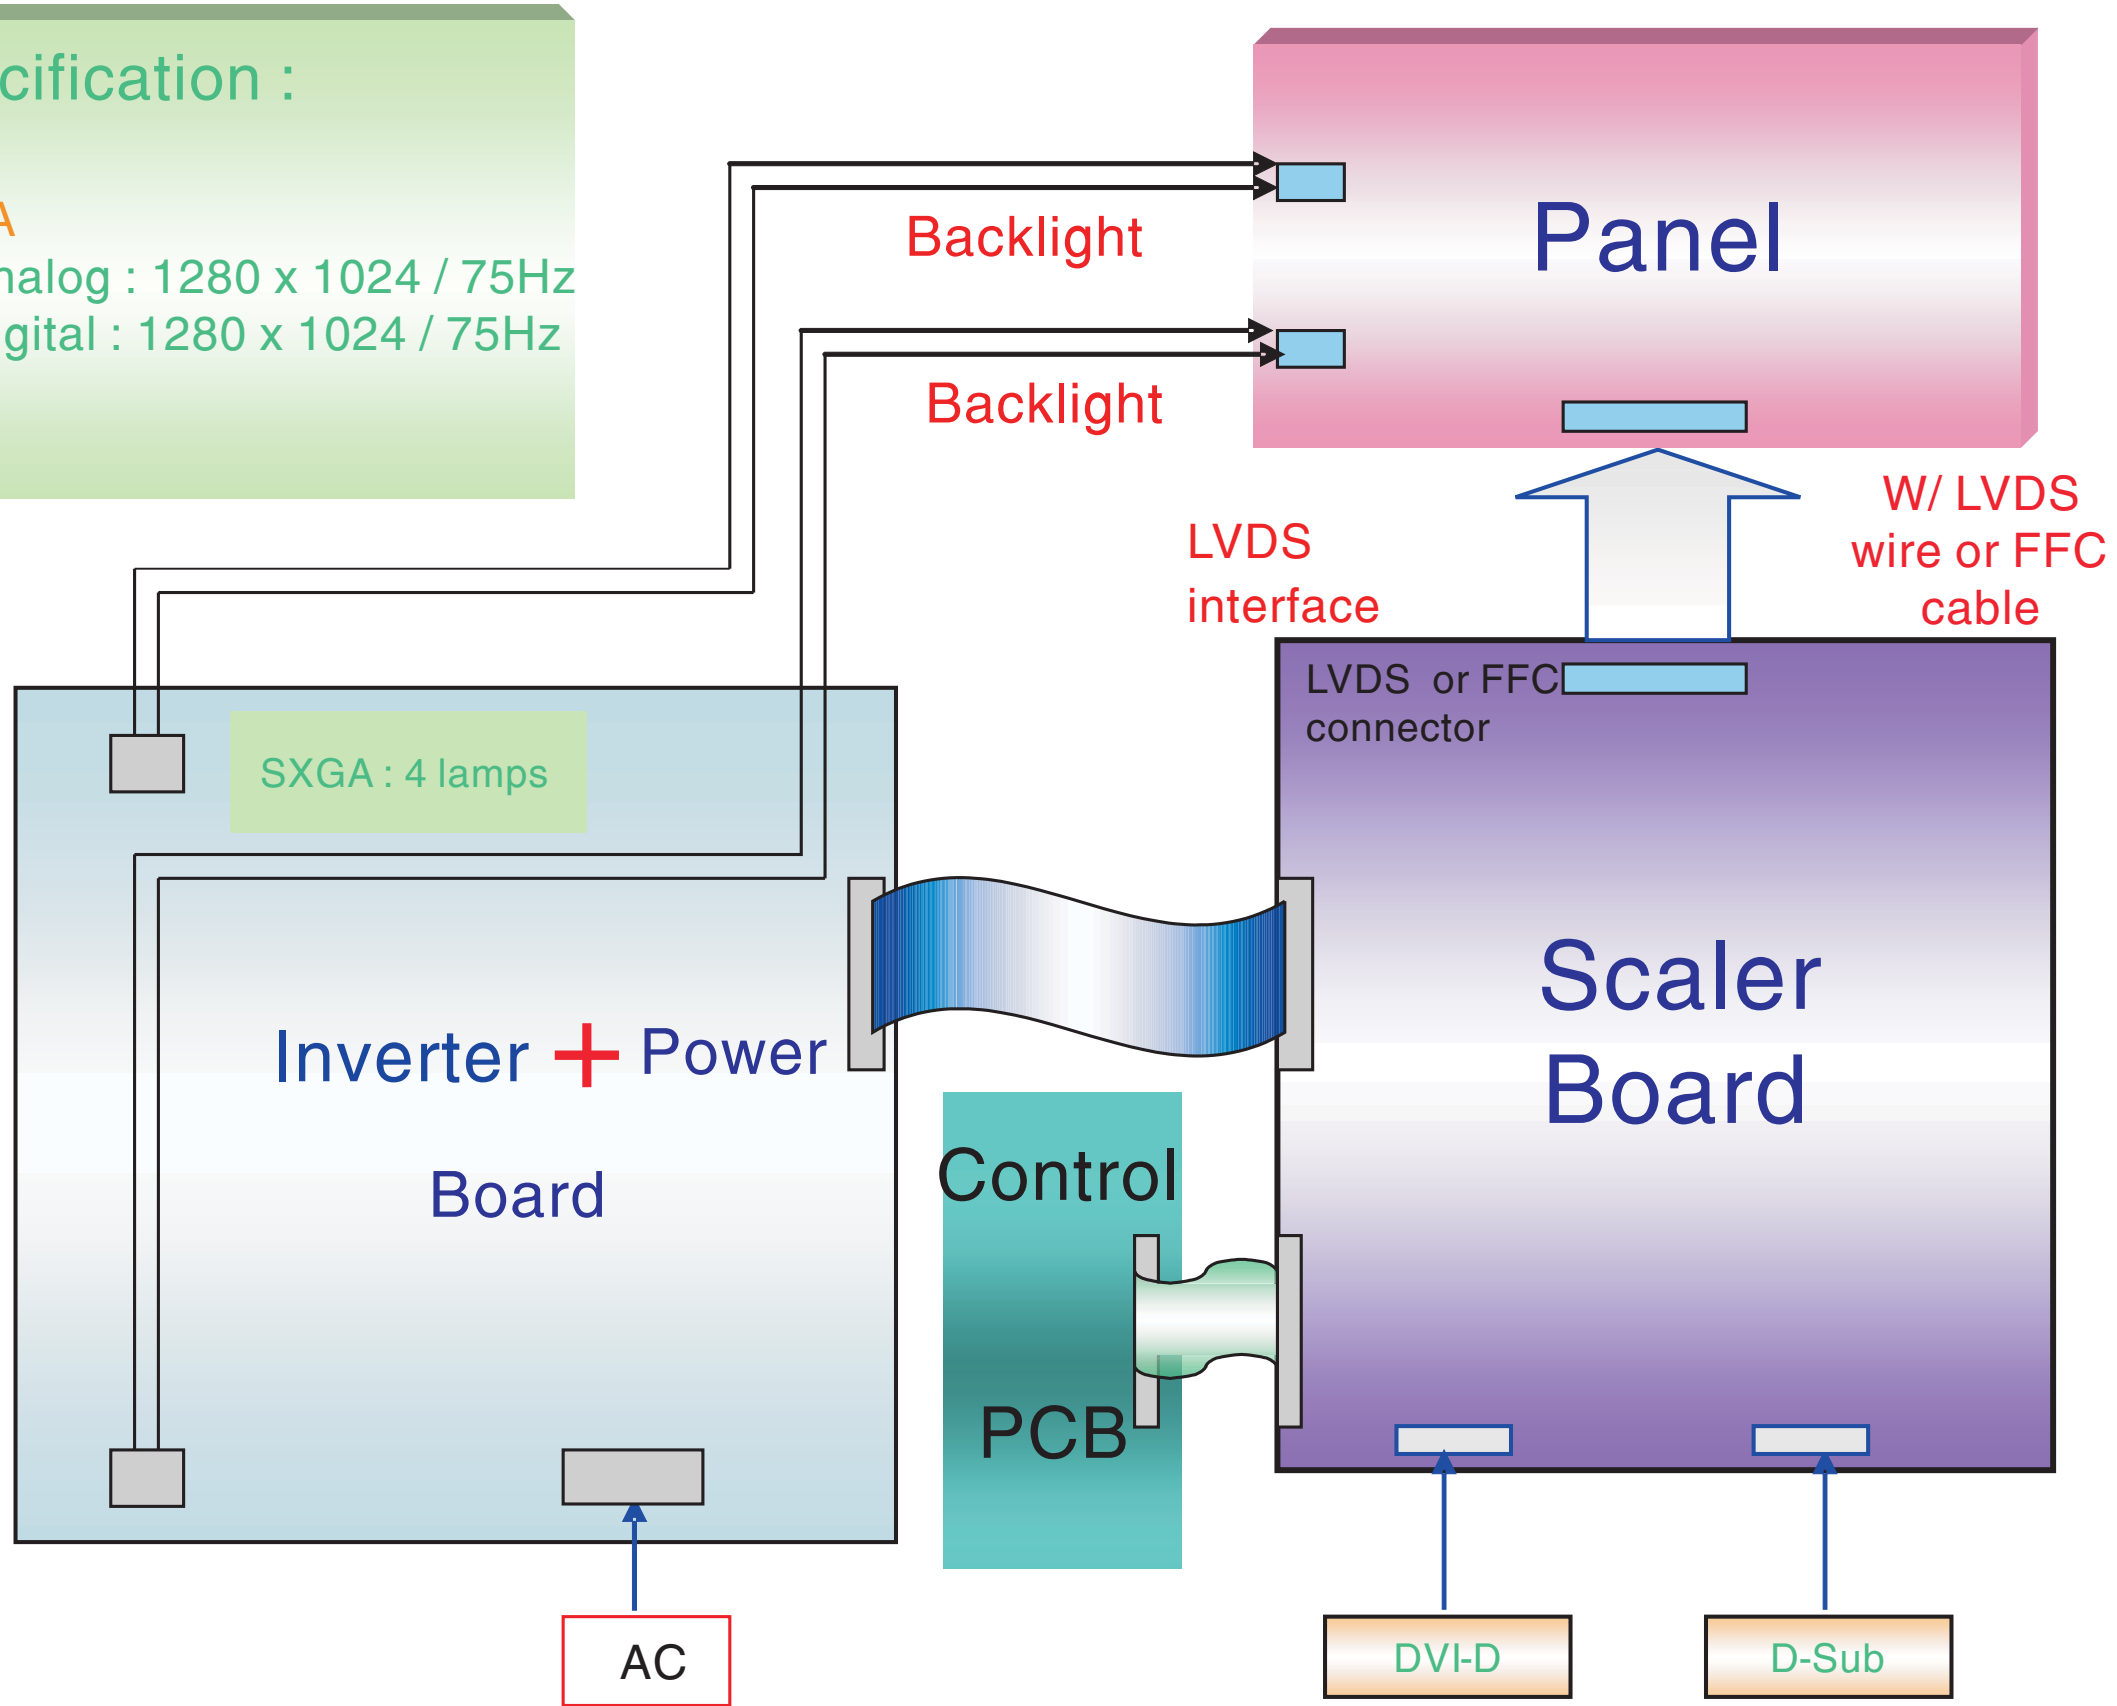 cification :
A
nalog : 1280 x 1024 / 75Hz
gital : 1280 x 1024 / 75Hz
Backlight
Panel
Backlight
LVDS
interface
W/ LVDS
wire or FFC
cable
LVDS or FFC
connector
SXGA : 4 lamps
Inverter + Power
Board
Scaler
Board
Control
PCB
AC
DVI-D
D-Sub